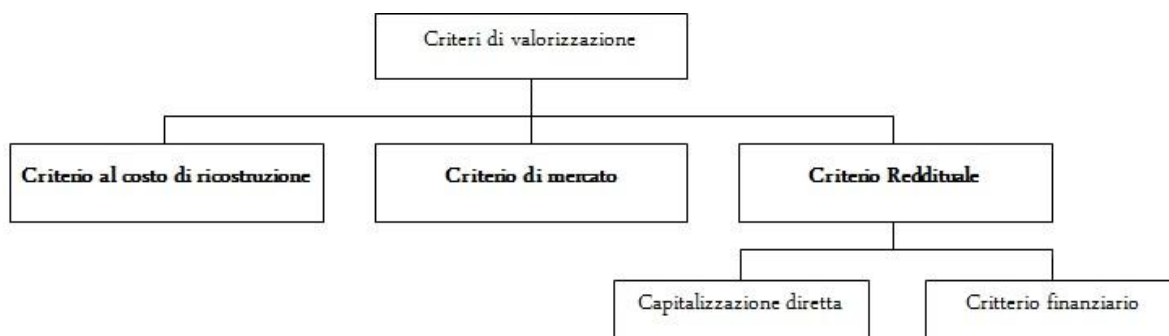 Criteri di valorizzazione
Criterio al costo di ricostruzione
Criterio di mercato
Criterio Reddituale
Capitalizzazione diretta
Critterio finanziario